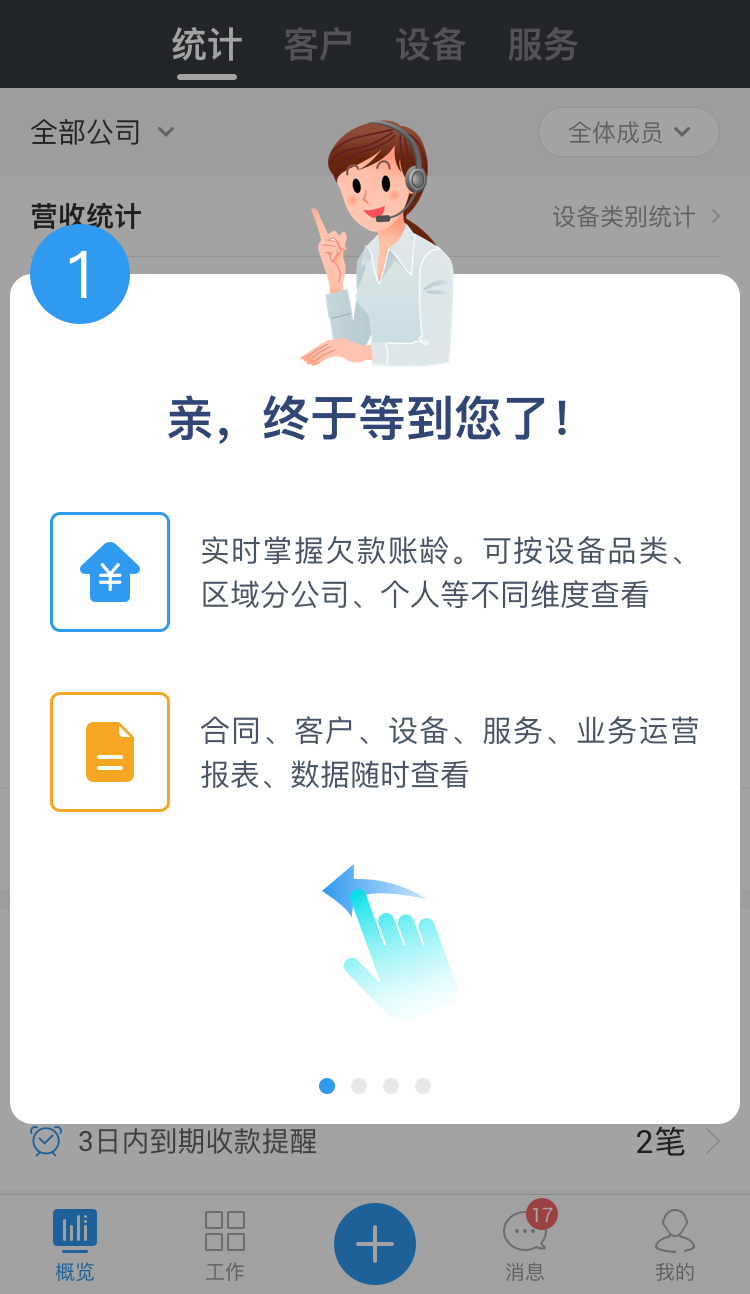 统计 客户 设备 服务
全部公司 全体成员
营收统计 设备类别统计
1
亲，终于等到您了！
¥
实时掌握欠款账龄。可按设备品类、
区域分公司、个人等不同维度查看
合同、客户、设备、服务、业务运营
报表、数据随时查看
3日内到期收款提醒 2笔
17
概览 工作 消息 我的